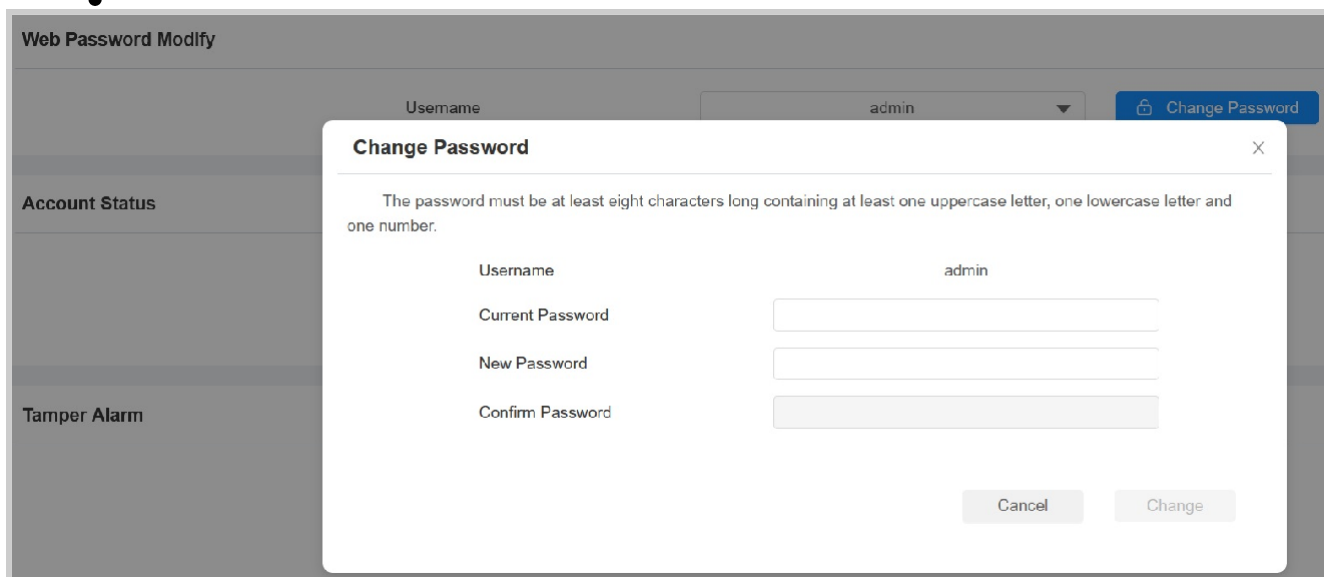 Web Password Modify
Username
admin
Change Password
Change Password
The password must be at least eight characters long containing at least one uppercase letter, one lowercase letter and
one number.
Account Status
Username
admin
Current Password
New Password
Confirm Password
Tamper Alarm
Cancel
Change